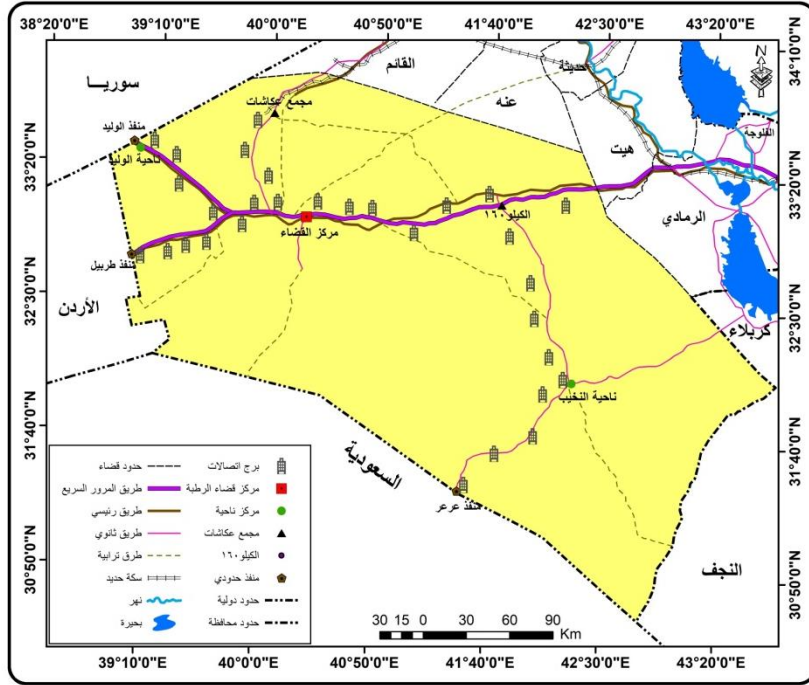 38°20'0"E 39°10'0"E 40°0'0"E 40°50'0"E 41°40'0"E 42°30'0"E 43°20'0"E
34°10'0"N
33°20'0"N
32°30'0"N
31°40'0"N
30°50'0"N
33°20'0"N
32°30'0"N
31°40'0"N
30°50'0"N
39°10'0"E 40°0'0"E 40°50'0"E 41°40'0"E 42°30'0"E 43°20'0"E
N
القائم
حديثة
سوريـــا
مجمع عكاشات
عنه
منفذ الوليد
ناحية الوليد
هيت
الفلوجة
الكيلو١٦٠
الرمادي
مركز القضاء
منفذ طربيل
الأردن
كربلاء
ناحية النخيب
السعودية
منفذ عرعر
النجف
برج اتصالات
حدود قضاء
مركز قضاء الرطبة
طريق المرور السريع
مركز ناحية
طريق رئيسي
مجمع عكاشات
طريق ثانوي
الكيلو١٦٠
طرق ترابية
منفذ حدودي
سكة حديد
حدود دولية
نهر
حدود محافظة
بحيرة
30 15 0 30 60 90
Km